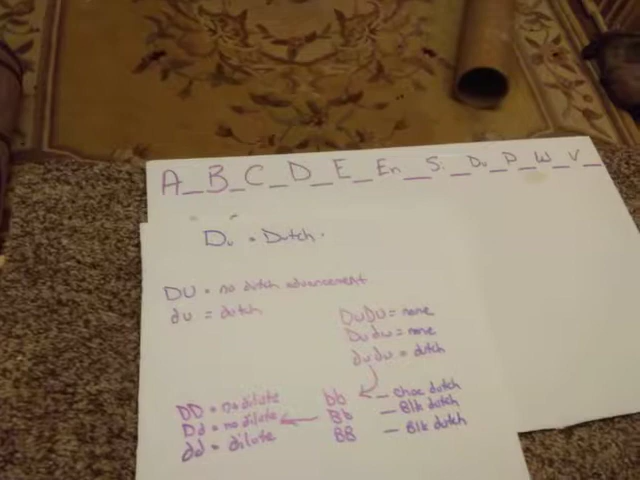 A_B_C_D_E_En_S_Du_P_W_V_
Du = Dutch.
DU = no dutch advancement
du = dutch
DuDu = none
Dudu = none
dudu = dutch
DD = no dilute
Dd = no dilute
dd = dilute
bb — choc dutch
Bb — Blk dutch
BB — Blk dutch